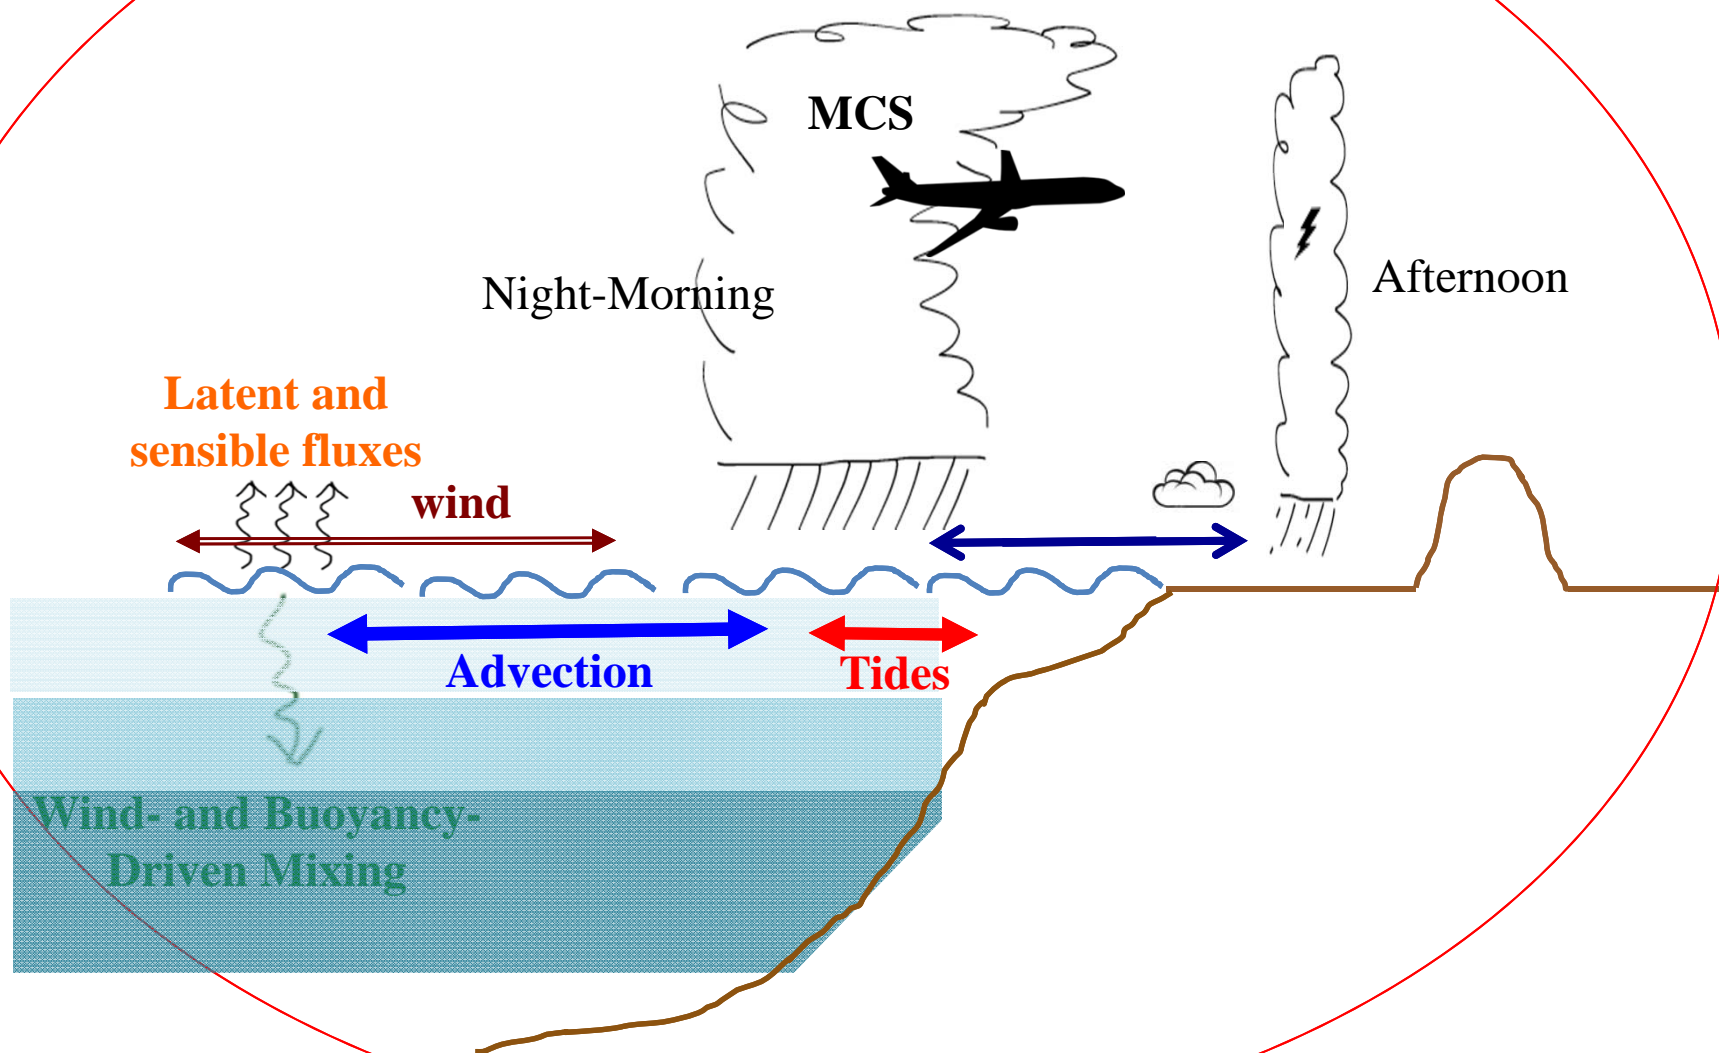 MCS
Night-Morning
Afternoon
Latent and
sensible fluxes
wind
Advection
Tides
Wind- and Buoyancy-
Driven Mixing